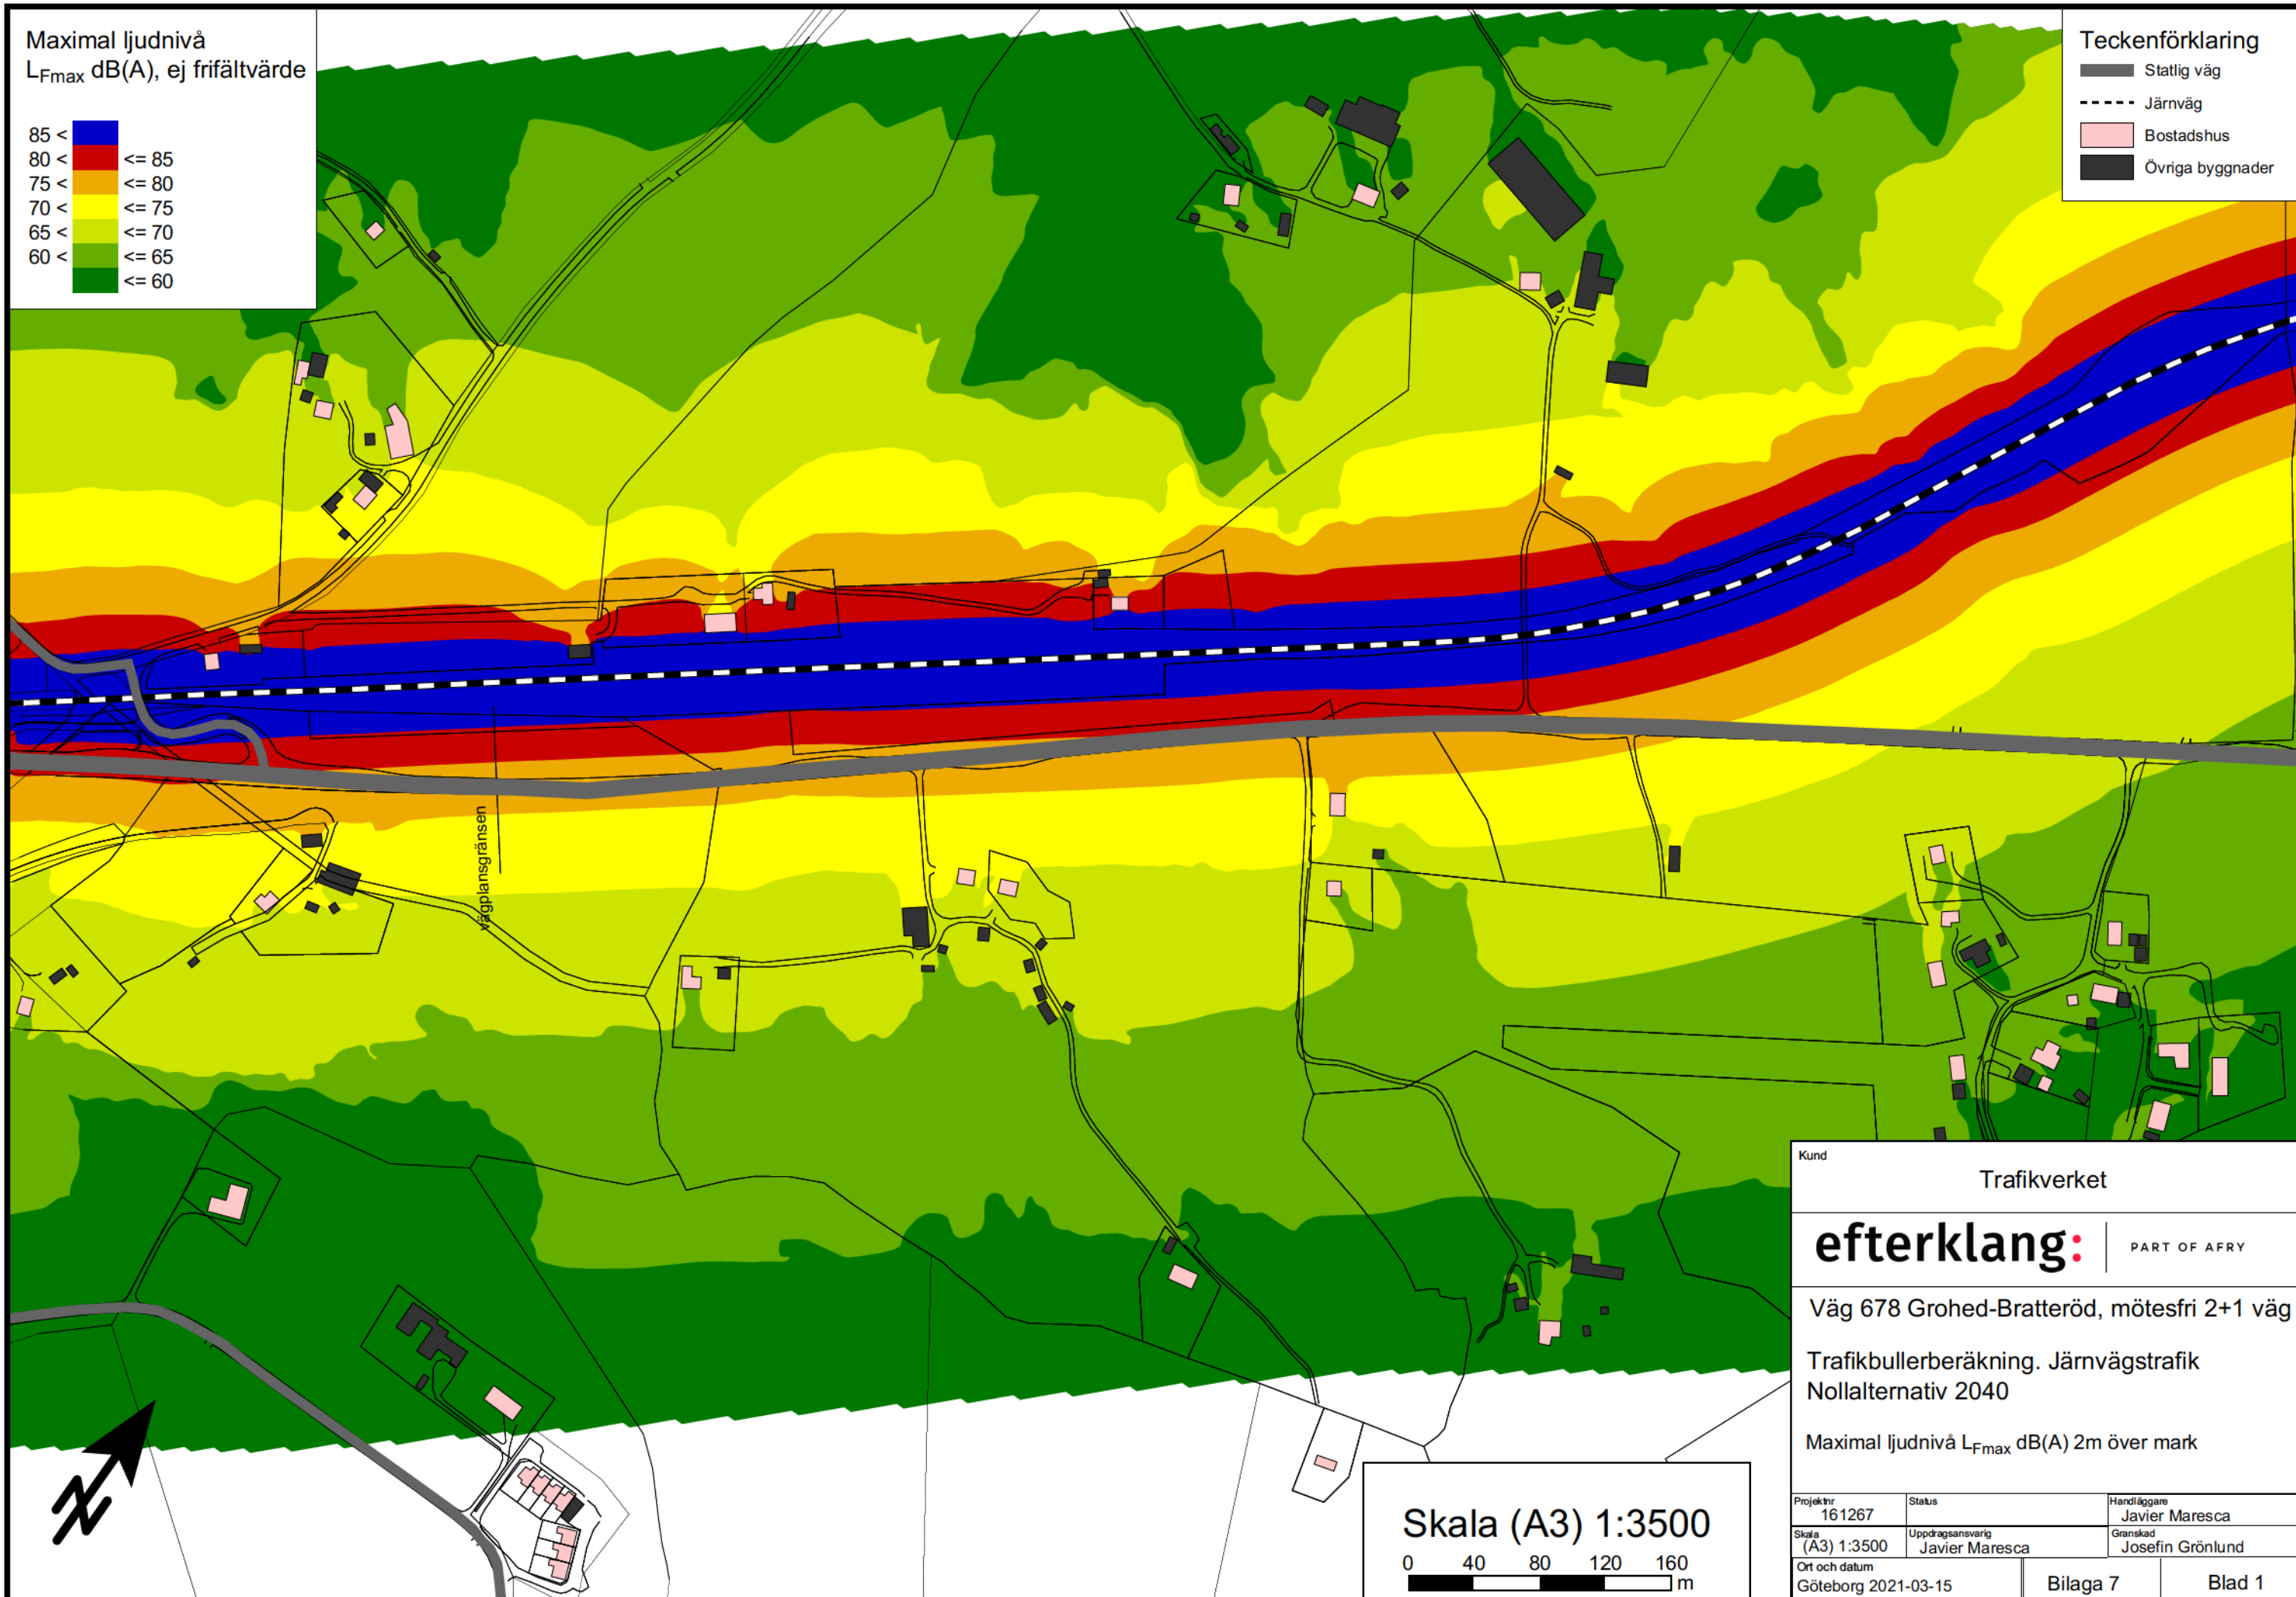 Maximal ljudnivå
LFmax dB(A), ej frifältvärde
85 <
80 < <= 85
75 < <= 80
70 < <= 75
65 < <= 70
60 < <= 65
<= 60
Teckenförklaring
Statlig väg
Järnväg
Bostadshus
Övriga byggnader
vägplansgränsen
Skala (A3) 1:3500
0 40 80 120 160
m
Kund
Trafikverket
efterklang: PART OF AFRY
Väg 678 Grohed-Bratteröd, mötesfri 2+1 väg
Trafikbullerberäkning. Järnvägstrafik
Nollalternativ 2040
Maximal ljudnivå LFmax dB(A) 2m över mark
Projektnr Status Handläggare
161267 Javier Maresca
Skala Uppdragsansvarig Granskad
(A3) 1:3500 Javier Maresca Josefin Grönlund
Ort och datum
Göteborg 2021-03-15 Bilaga 7 Blad 1